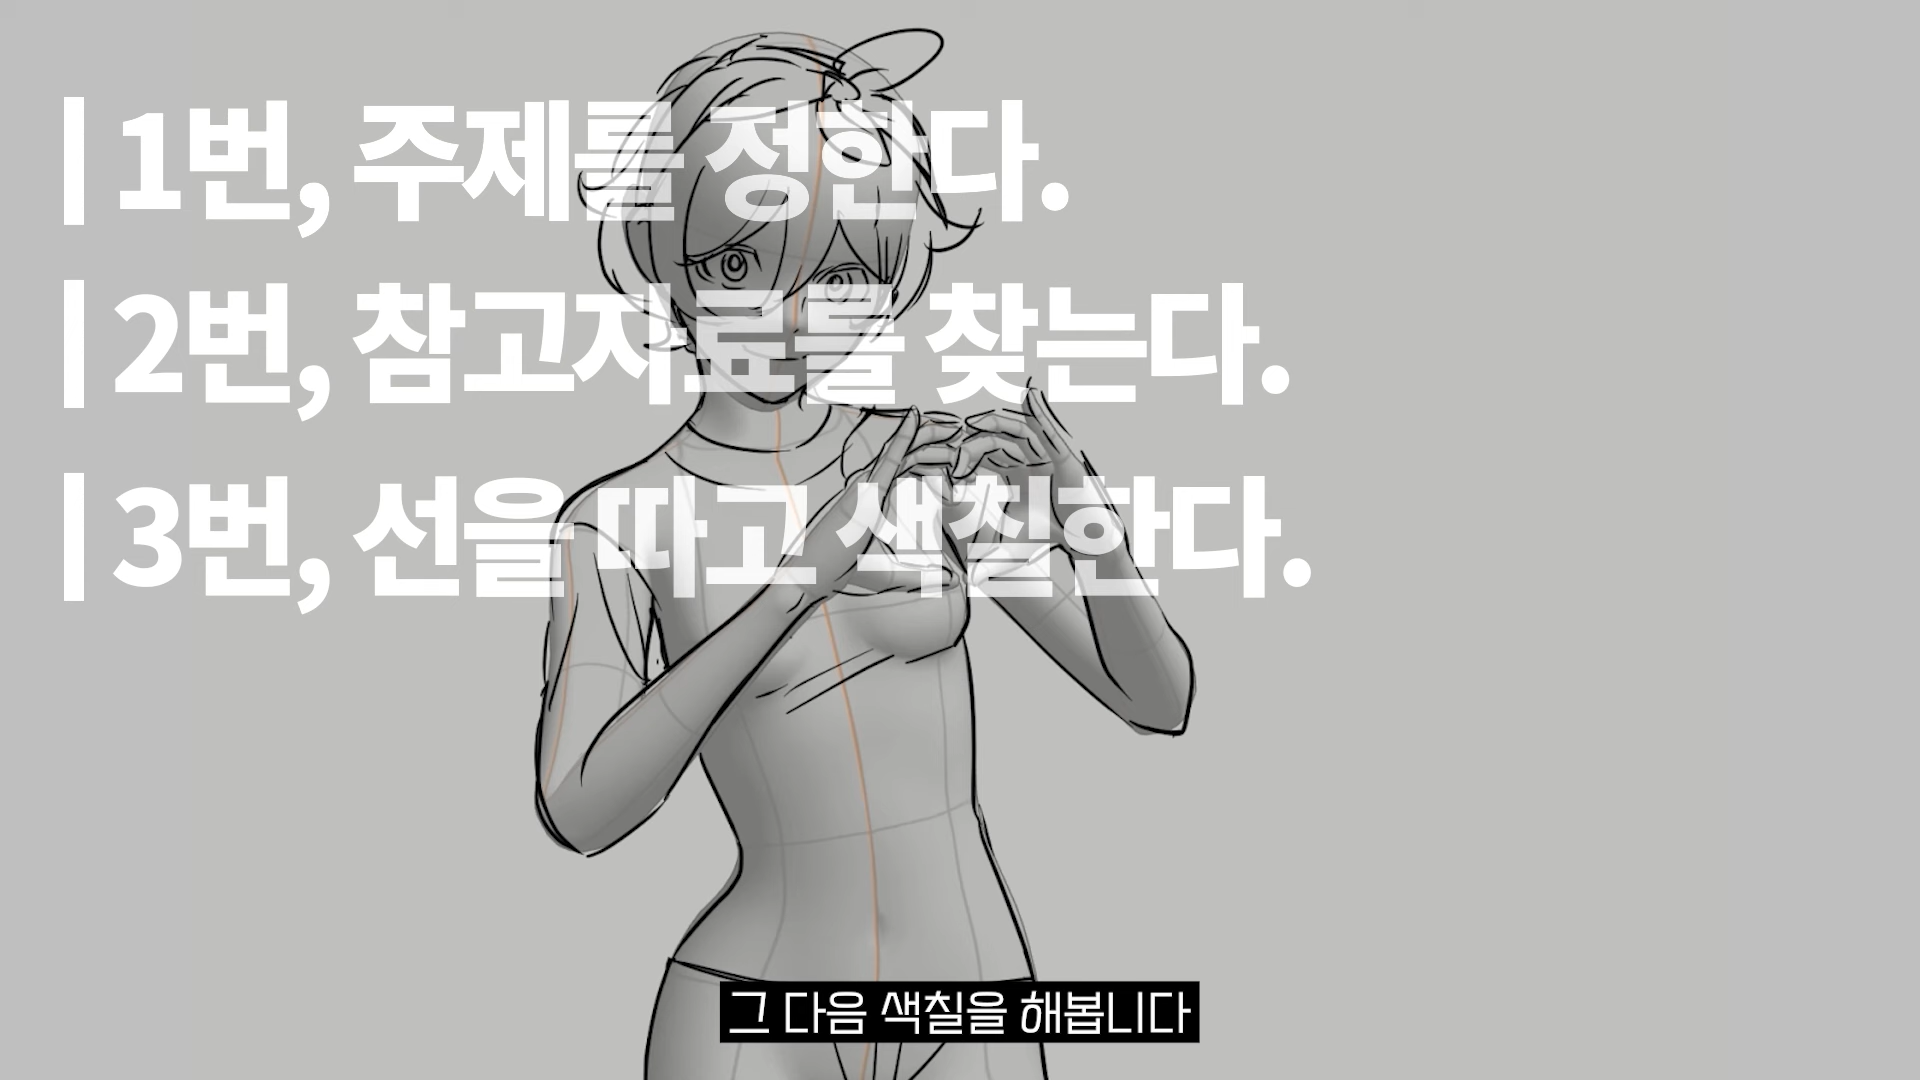 | 1번, 주제를 정한다.
| 2번, 참고자료를 찾는다.
| 3번, 선을 따고 색칠한다.
그 다음 색칠을 해봅니다